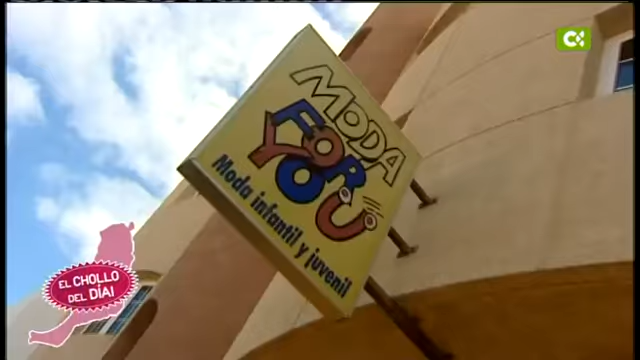 MODA
FOR
YOU
Moda infantil y juvenil
EL CHOLLO
DEL DÍA!